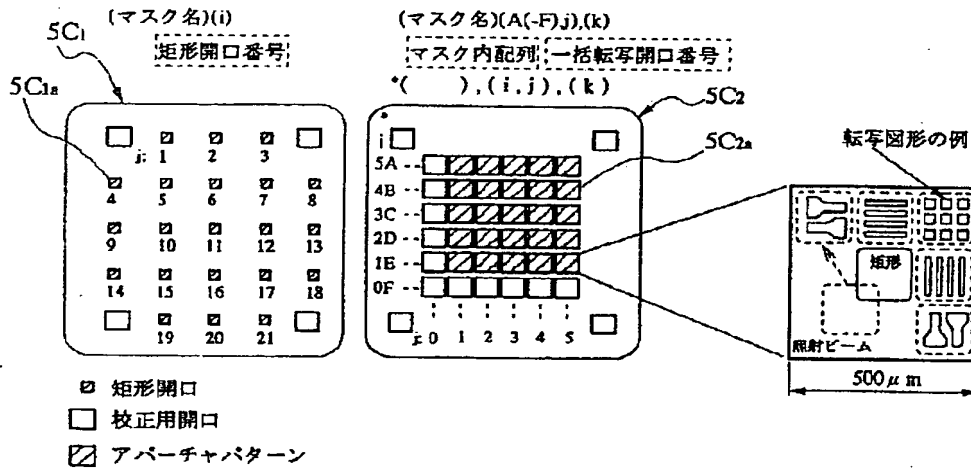 (マスク名)(i)
矩形開口番号
5C1
5C1a
j: 1 2 3
4 5 6 7 8
9 10 11 12 13
14 15 16 17 18
19 20 21
(マスク名)(A(-F),j),(k)
マスク内配列 一括転写開口番号
*( ),(i,j),(k)
5C2
5C2a
*
i
5A
4B
3C
2D
1E
0F
j: 0 1 2 3 4 5
転写図形の例
矩形
照射ビーム
500μm
矩形開口
校正用開口
アパーチャパターン